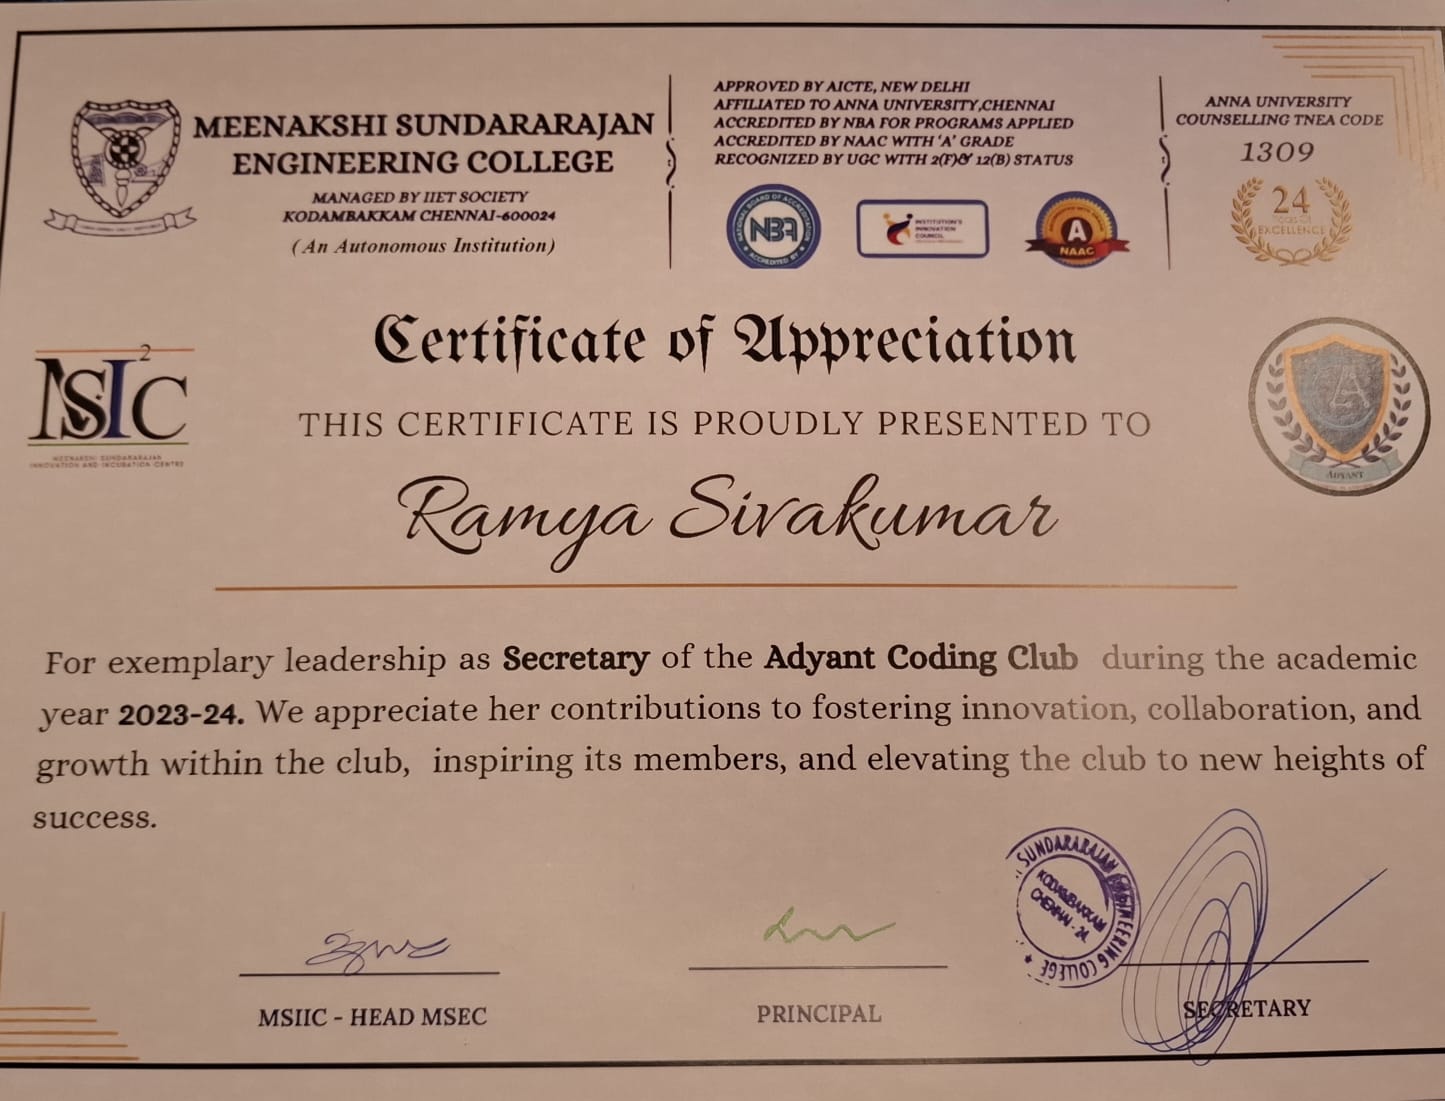 MEENAKSHI SUNDARARAJAN
ENGINEERING COLLEGE
MANAGED BY IIET SOCIETY
KODAMBAKKAM CHENNAI-600024
(An Autonomous Institution)
APPROVED BY AICTE, NEW DELHI
AFFILIATED TO ANNA UNIVERSITY,CHENNAI
ACCREDITED BY NBA FOR PROGRAMS APPLIED
ACCREDITED BY NAAC WITH 'A' GRADE
RECOGNIZED BY UGC WITH 2(F)& 12(B) STATUS
NATIONAL BOARD OF ACCREDITATION
NBA
ACCREDITED BY
INSTITUTION'S
INNOVATION
COUNCIL
A
NAAC
ANNA UNIVERSITY
COUNSELLING TNEA CODE
1309
24
EXCELLENCE
Certificate of Appreciation
MSI²C
MEENAKSHI SUNDARARAJAN
INNOVATION AND INCUBATION CENTRE
ADYANT
THIS CERTIFICATE IS PROUDLY PRESENTED TO
Ramya Sivakumar
For exemplary leadership as Secretary of the Adyant Coding Club during the academic
year 2023-24. We appreciate her contributions to fostering innovation, collaboration, and
growth within the club, inspiring its members, and elevating the club to new heights of
success.
SUNDARARAJAN ENGINEERING COLLEGE
KODAMBAKKAM
CHENNAI - 24.
MSIIC - HEAD MSEC
PRINCIPAL
SECRETARY